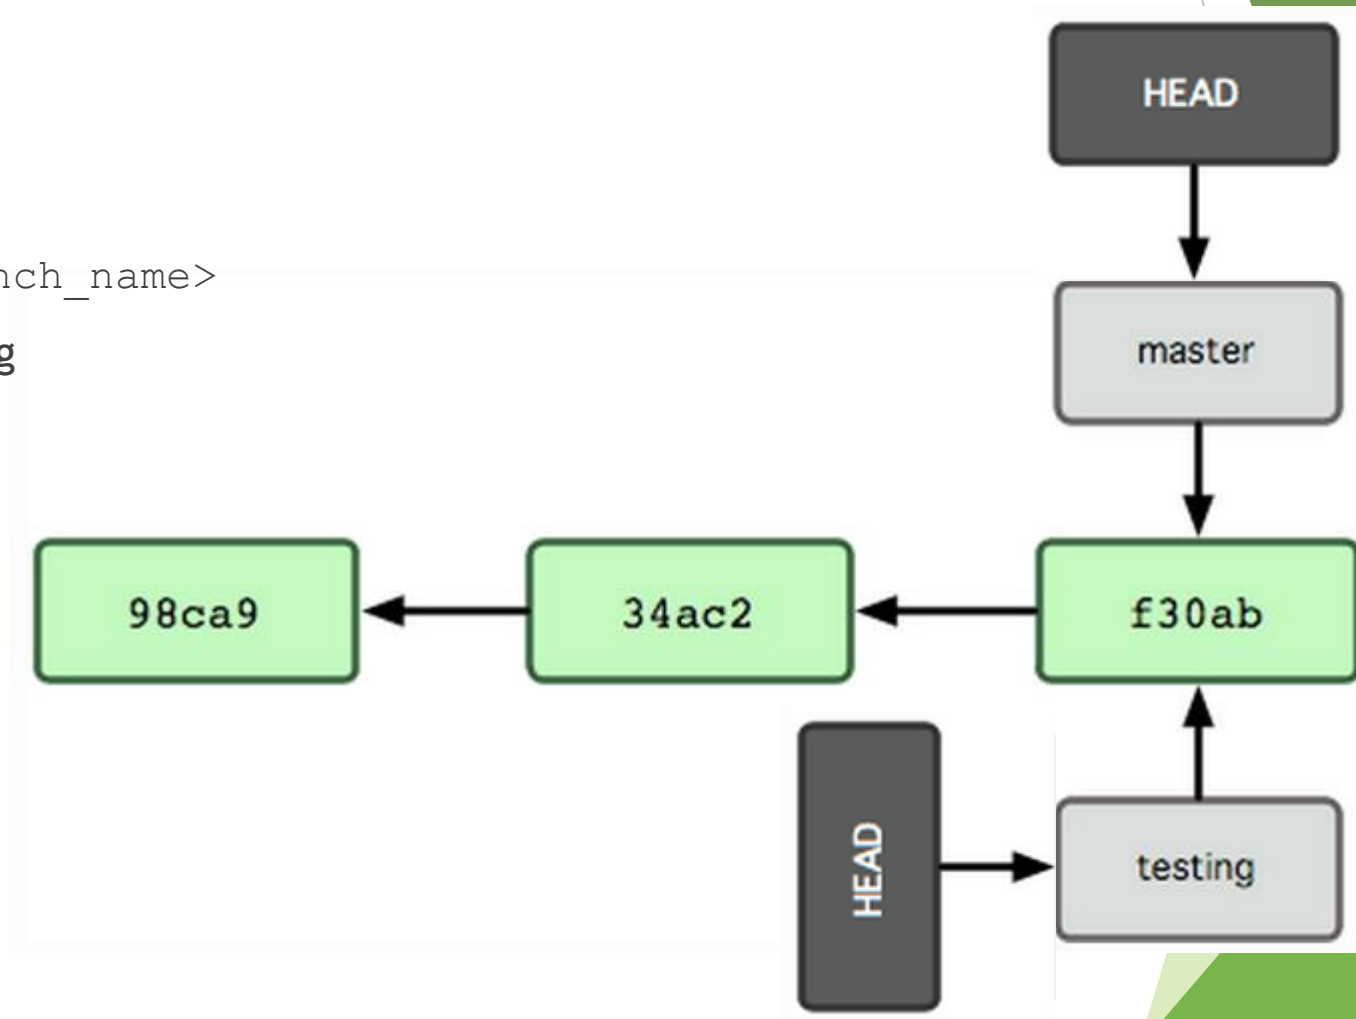 HEAD
nch_name>
g
master
98ca9
34ac2
f30ab
HEAD
testing